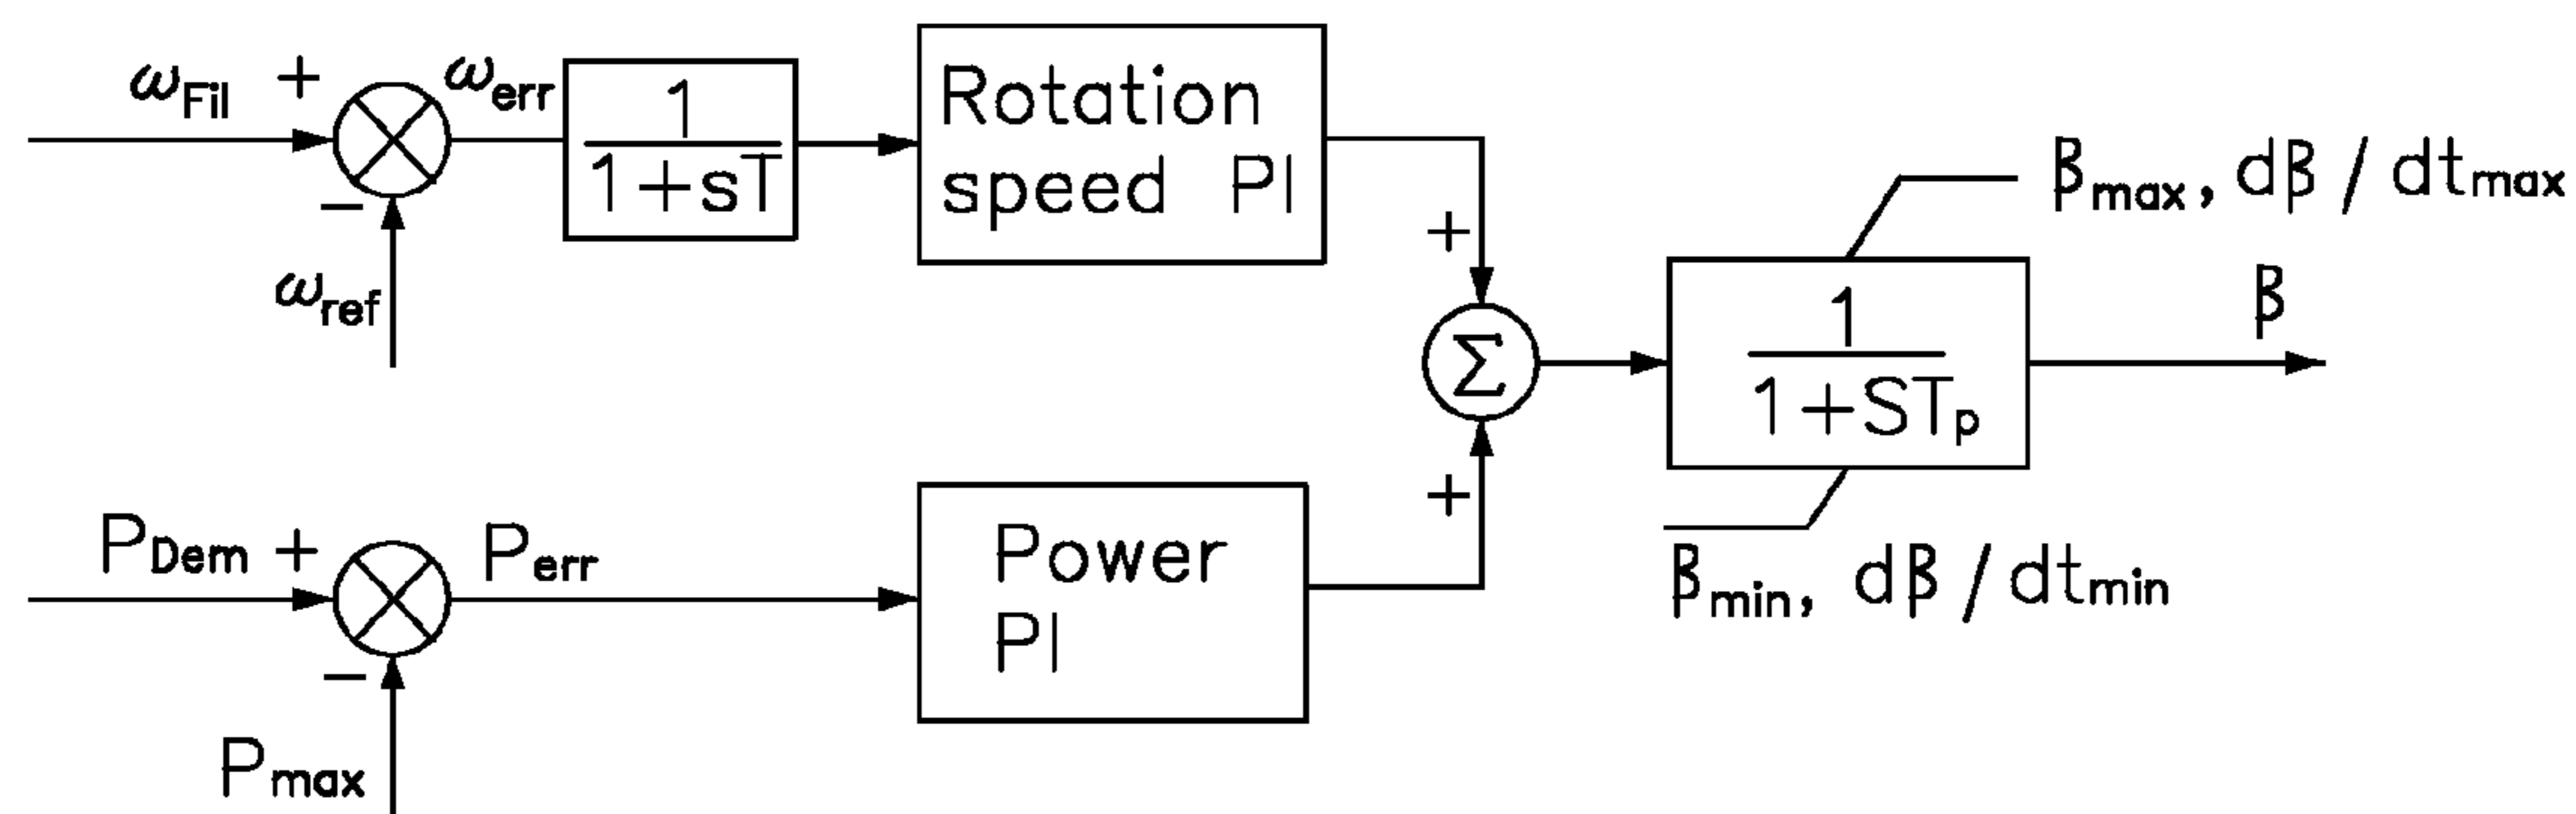 ωFil +
ωerr
1
1+sT
Rotation
speed PI
−
ωref
+
βmax, dβ / dtmax
Σ
1
1+STp
β
βmin, dβ / dtmin
PDem +
Perr
Power
PI
+
−
Pmax